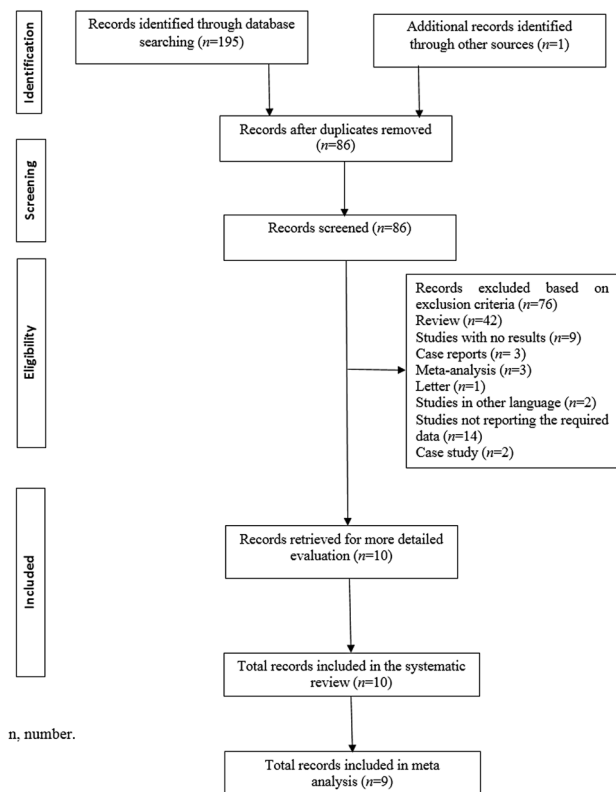 Identification
Records identified through database
searching (n=195)
Additional records identified
through other sources (n=1)
Records after duplicates removed
(n=86)
Screening
Records screened (n=86)
Eligibility
Records excluded based on
exclusion criteria (n=76)
Review (n=42)
Studies with no results (n=9)
Case reports (n= 3)
Meta-analysis (n=3)
Letter (n=1)
Studies in other language (n=2)
Studies not reporting the required
data (n=14)
Case study (n=2)
Included
Records retrieved for more detailed
evaluation (n=10)
Total records included in the systematic
review (n=10)
n, number.
Total records included in meta
analysis (n=9)